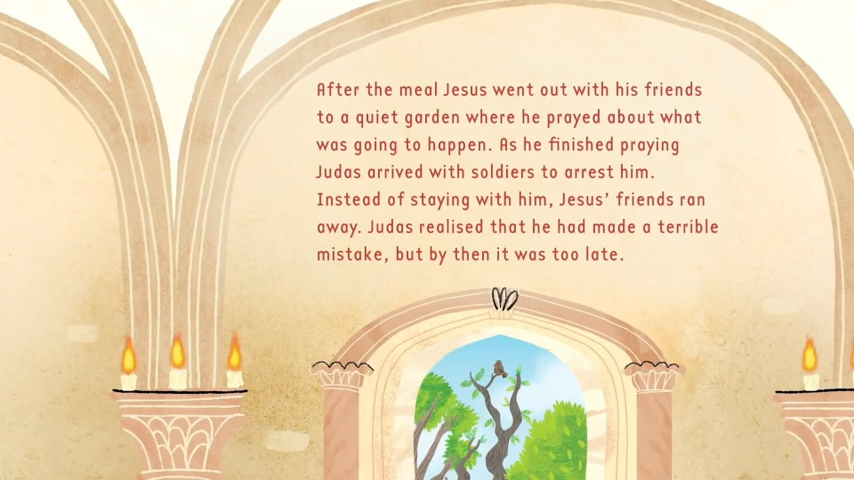 After the meal Jesus went out with his friends
to a quiet garden where he prayed about what
was going to happen. As he finished praying
Judas arrived with soldiers to arrest him.
Instead of staying with him, Jesus’ friends ran
away. Judas realised that he had made a terrible
mistake, but by then it was too late.